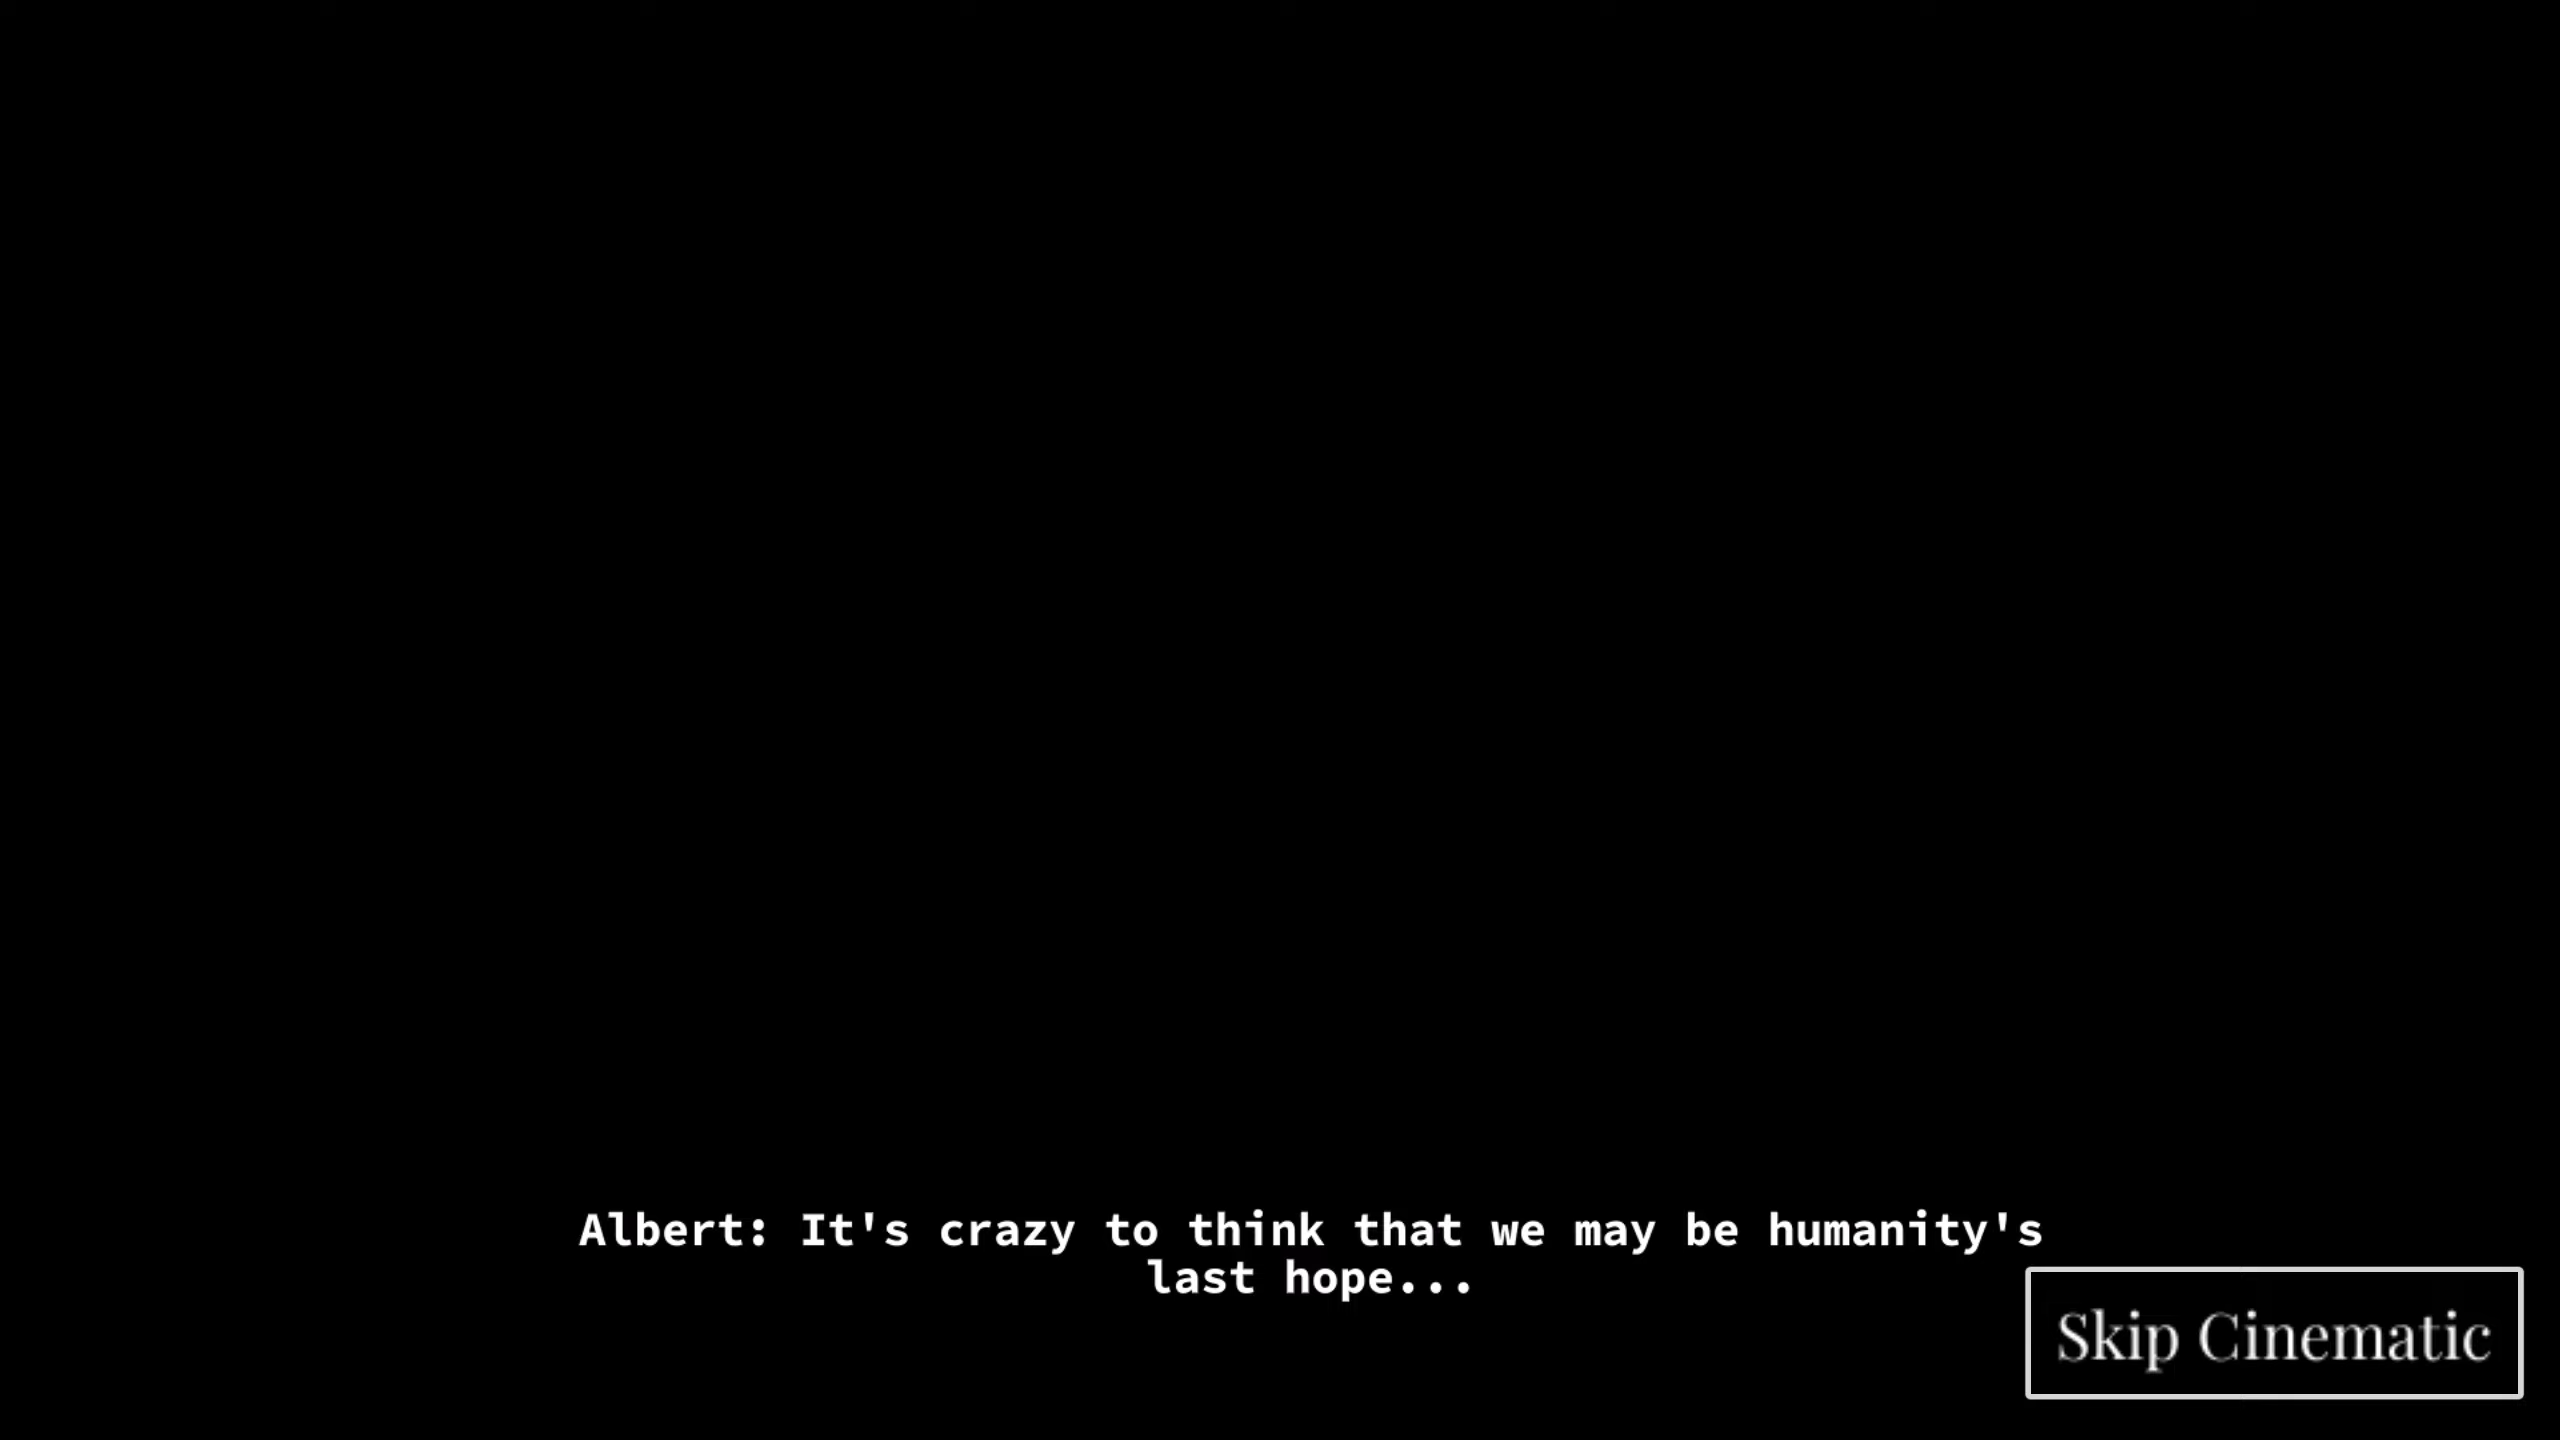 Albert: It's crazy to think that we may be humanity's
last hope...
Skip Cinematic